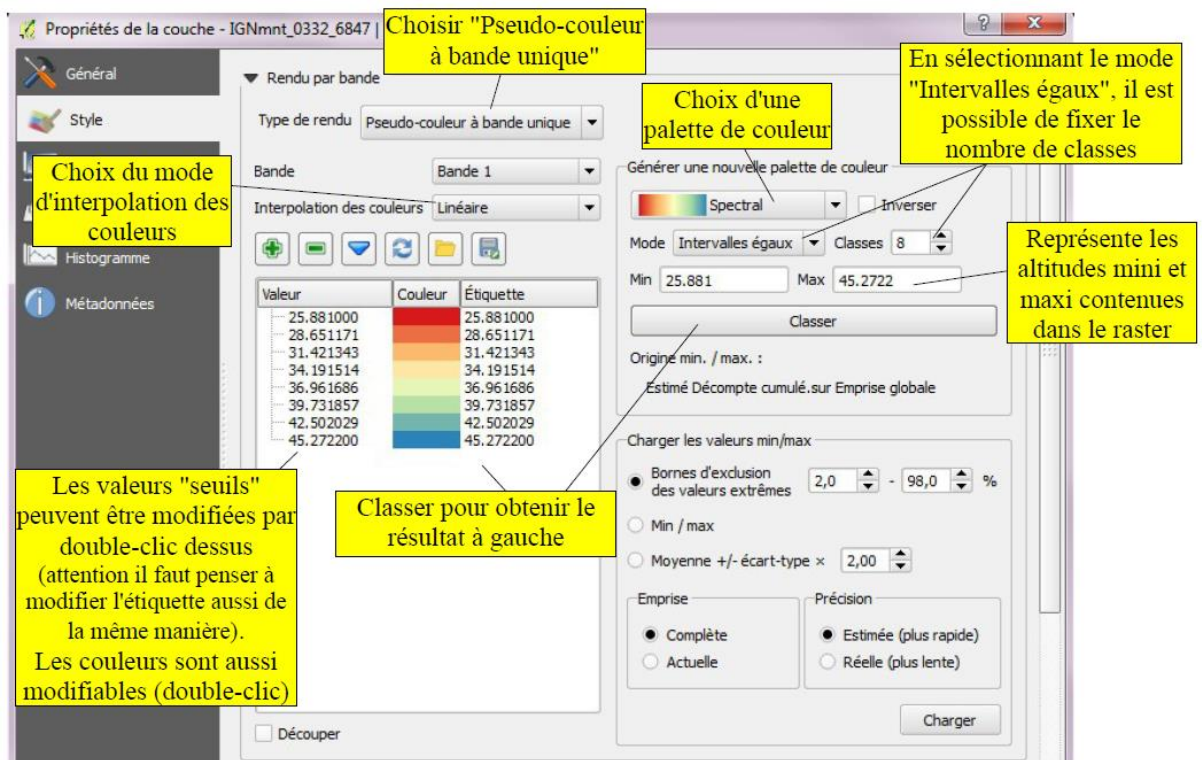 Propriétés de la couche - IGNmnt_0332_6847 |
Choisir "Pseudo-couleur
à bande unique"
Général
Style
Histogramme
Métadonnées
Rendu par bande
Type de rendu Pseudo-couleur à bande unique
Bande Bande 1
Interpolation des couleurs Linéaire
Choix du mode
d'interpolation des
couleurs
Valeur Couleur Étiquette
25.881000 25.881000
28.651171 28.651171
31.421343 31.421343
34.191514 34.191514
36.961686 36.961686
39.731857 39.731857
42.502029 42.502029
45.272200 45.272200
Les valeurs "seuils"
peuvent être modifiées par
double-clic dessus
(attention il faut penser à
modifier l'étiquette aussi de
la même manière).
Les couleurs sont aussi
modifiables (double-clic)
Découper
Choix d'une
palette de couleur
En sélectionnant le mode
"Intervalles égaux", il est
possible de fixer le
nombre de classes
Générer une nouvelle palette de couleur
Spectral Inverser
Mode Intervalles égaux Classes 8
Min 25.881 Max 45.2722
Représente les
altitudes mini et
maxi contenues
dans le raster
Classer
Origine min. / max. :
Estimé Décompte cumulé.sur Emprise globale
Classer pour obtenir le
résultat à gauche
Charger les valeurs min/max
Bornes d'exclusion
des valeurs extrêmes 2,0 - 98,0 %
Min / max
Moyenne +/- écart-type × 2,00
Emprise Précision
Complète Estimée (plus rapide)
Actuelle Réelle (plus lente)
Charger